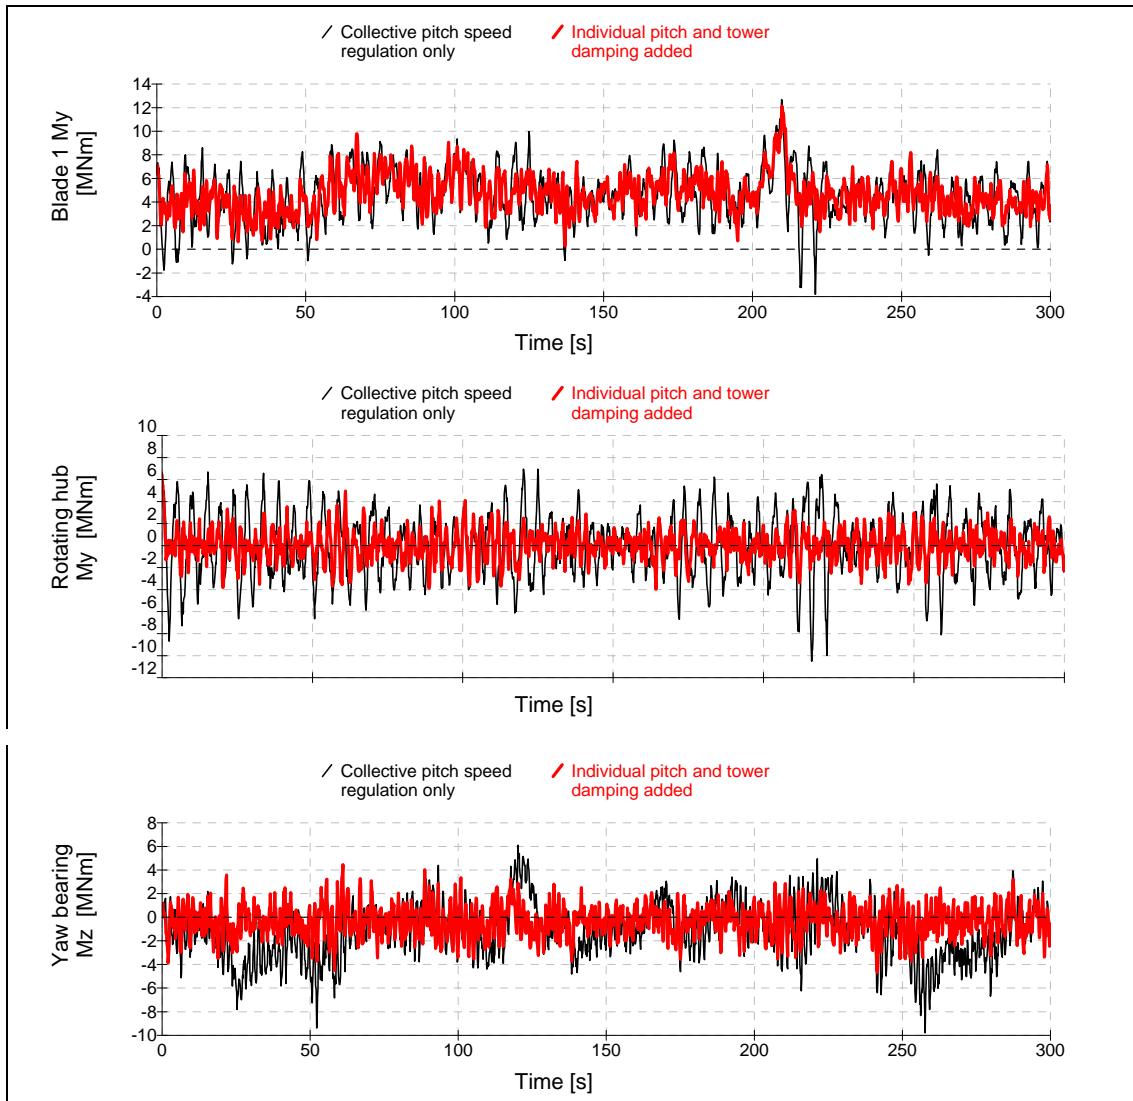 Collective pitch speed
regulation only
Individual pitch and tower
damping added
Blade 1 My
[MNm]
14
12
10
8
6
4
2
0
-2
-4
0 50 100 150 200 250 300
Time [s]
Collective pitch speed
regulation only
Individual pitch and tower
damping added
Rotating hub
My [MNm]
10
8
6
4
2
0
-2
-4
-6
-8
-10
-12
Time [s]
Collective pitch speed
regulation only
Individual pitch and tower
damping added
Yaw bearing
Mz [MNm]
8
6
4
2
0
-2
-4
-6
-8
-10
0 50 100 150 200 250 300
Time [s]